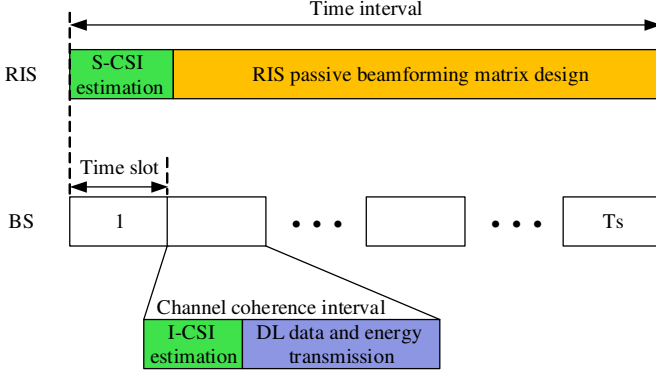 Time interval
RIS
S-CSI
estimation
RIS passive beamforming matrix design
Time slot
BS
1
Ts
Channel coherence interval
I-CSI
estimation
DL data and energy
transmission